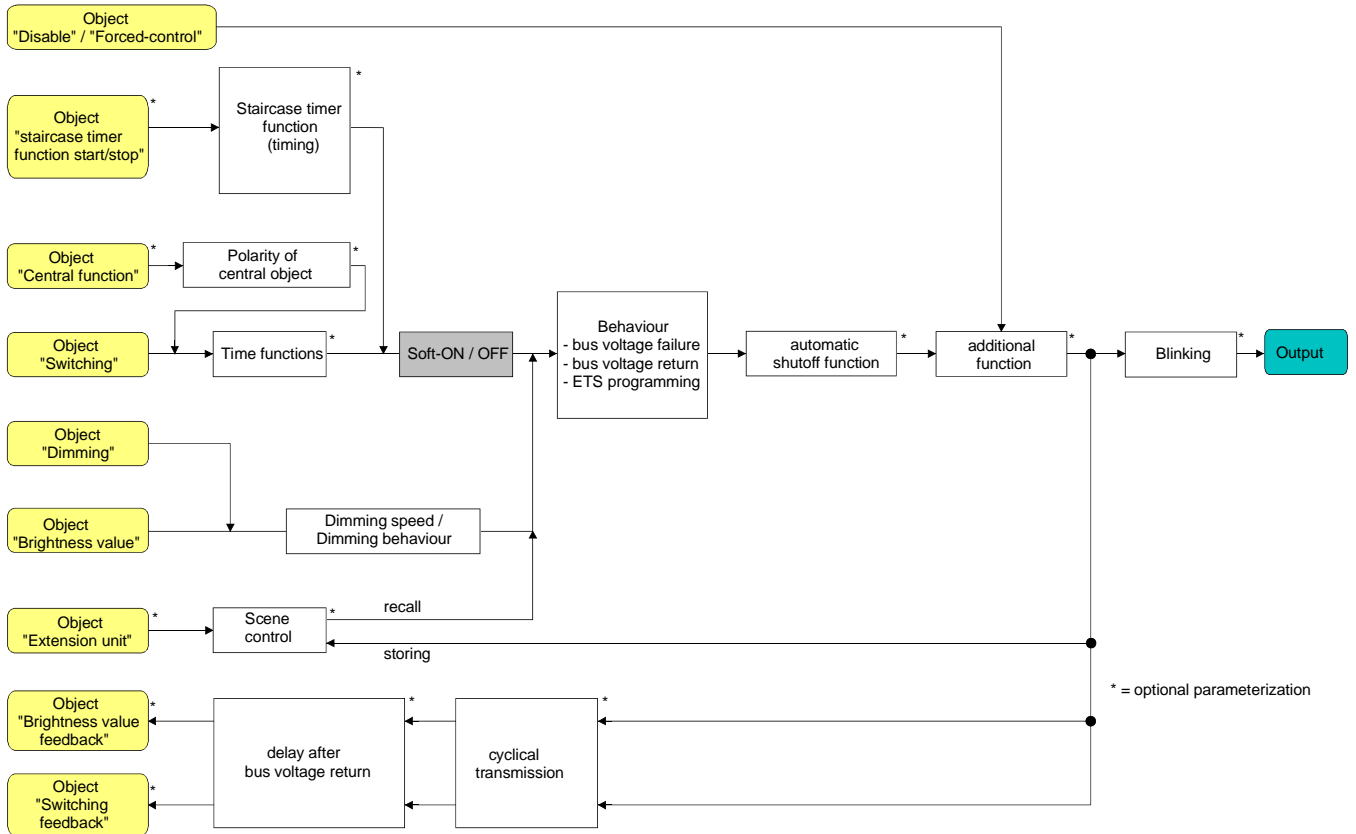 Object
"Disable" / "Forced-control"
*
Object
"staircase timer
function start/stop"
*
Staircase timer
function
(timing)
*
Object
"Central function"
*
Polarity of
central object
*
Object
"Switching"
Time functions
*
Soft-ON / OFF
Behaviour
- bus voltage failure
- bus voltage return
- ETS programming
automatic
shutoff function
*
additional
function
*
Blinking
*
Output
Object
"Dimming"
Object
"Brightness value"
Dimming speed /
Dimming behaviour
Object
"Extension unit"
*
Scene
control
*
recall
storing
* = optional parameterization
Object
"Brightness value
feedback"
*
delay after
bus voltage return
*
cyclical
transmission
*
Object
"Switching
feedback"
*